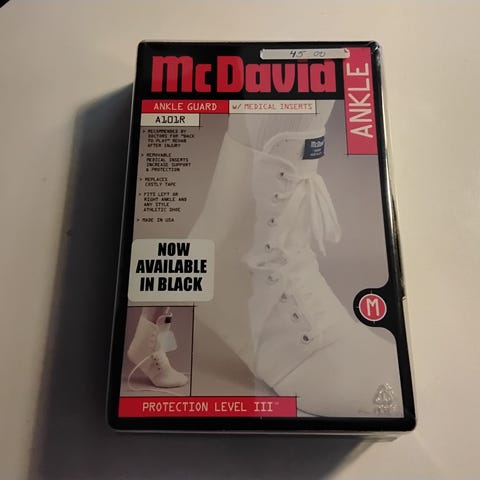 45 00
McDavid
ANKLE
ANKLE GUARD w/ MEDICAL INSERTS
A101R
> RECOMMENDED BY
DOCTORS FOR "BACK
TO PLAY" REHAB
AFTER INJURY
> REMOVABLE
MEDICAL INSERTS
INCREASE SUPPORT
& PROTECTION
> REPLACES
COSTLY TAPE
> FITS LEFT OR
RIGHT ANKLE AND
ANY STYLE
ATHLETIC SHOE
> MADE IN USA
McDavid
NOW
AVAILABLE
IN BLACK
M
PROTECTION LEVEL III™